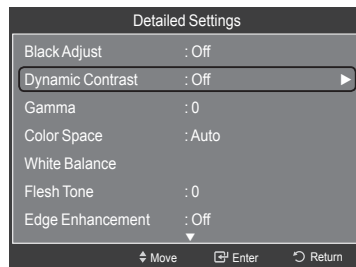 Detailed Settings
Black Adjust : Off
Dynamic Contrast : Off
Gamma : 0
Color Space : Auto
White Balance
Flesh Tone : 0
Edge Enhancement : Off
Move Enter Return